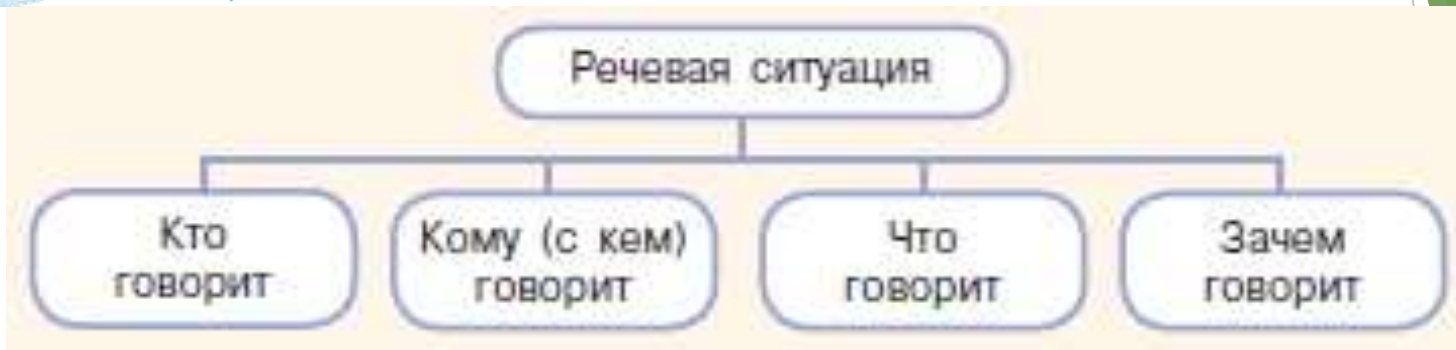 Речевая ситуация
Кто
говорит
Кому (с кем)
говорит
Что
говорит
Зачем
говорит